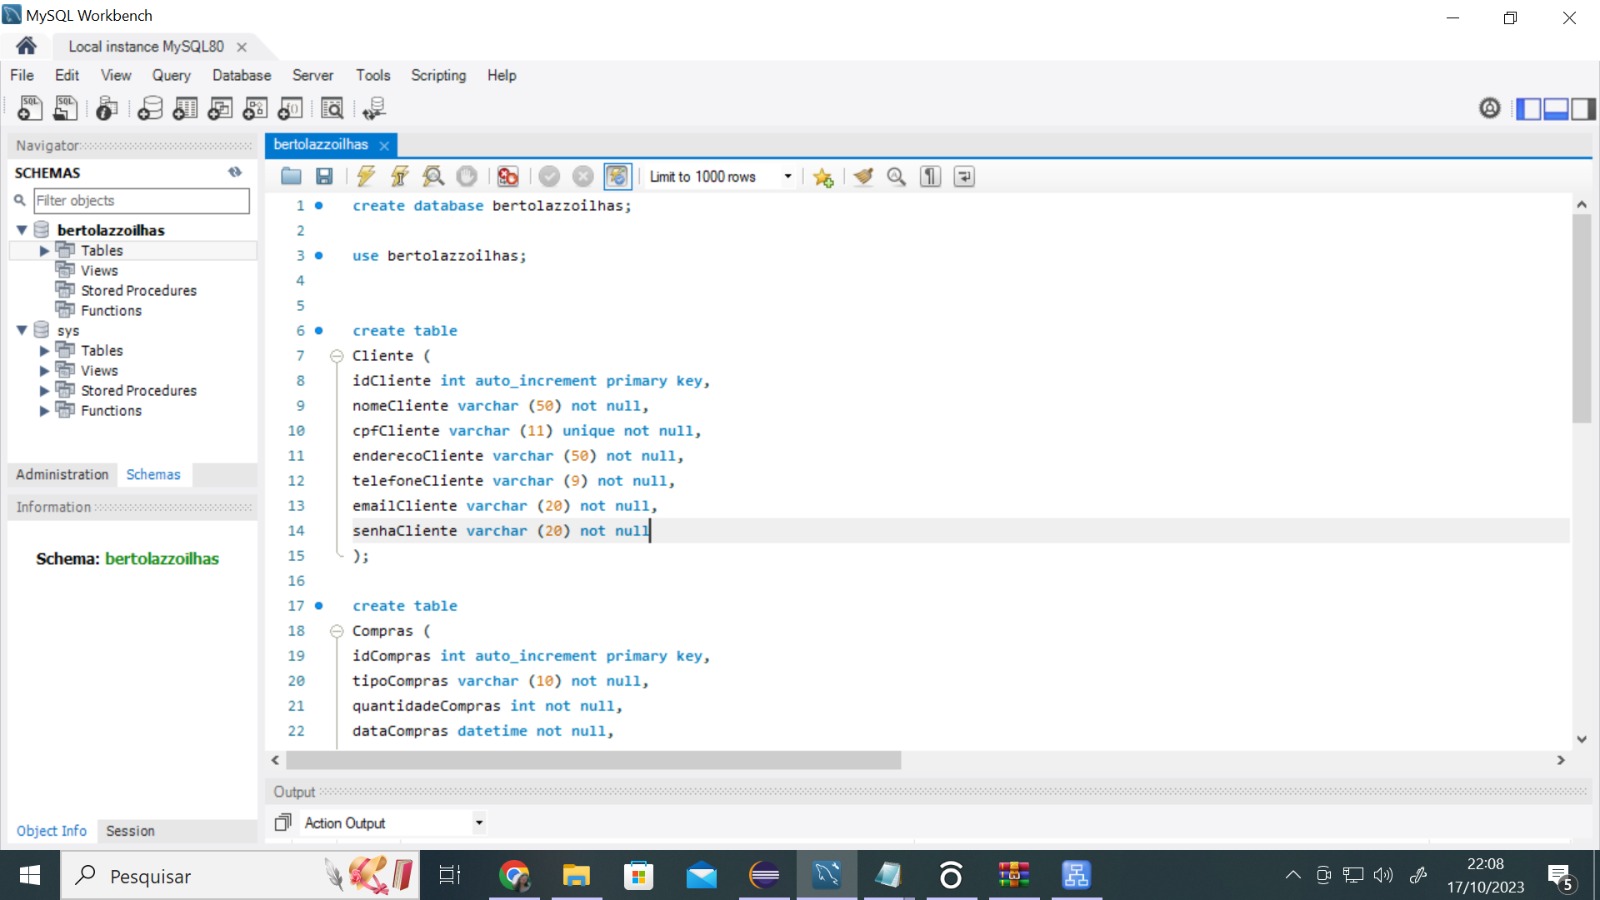 MySQL Workbench
Local instance MySQL80
File Edit View Query Database Server Tools Scripting Help
Navigator
SCHEMAS
Filter objects
bertolazzoilhas
Tables
Views
Stored Procedures
Functions
sys
Tables
Views
Stored Procedures
Functions
Administration Schemas
Information
Schema: bertolazzoilhas
Object Info Session
bertolazzoilhas
Limit to 1000 rows
1 create database bertolazzoilhas;
2
3 use bertolazzoilhas;
4
5
6 create table
7 Cliente (
8 idCliente int auto_increment primary key,
9 nomeCliente varchar (50) not null,
10 cpfCliente varchar (11) unique not null,
11 enderecoCliente varchar (50) not null,
12 telefoneCliente varchar (9) not null,
13 emailCliente varchar (20) not null,
14 senhaCliente varchar (20) not null
15 );
16
17 create table
18 Compras (
19 idCompras int auto_increment primary key,
20 tipoCompras varchar (10) not null,
21 quantidadeCompras int not null,
22 dataCompras datetime not null,
Output
Action Output
Pesquisar
22:08
17/10/2023
5